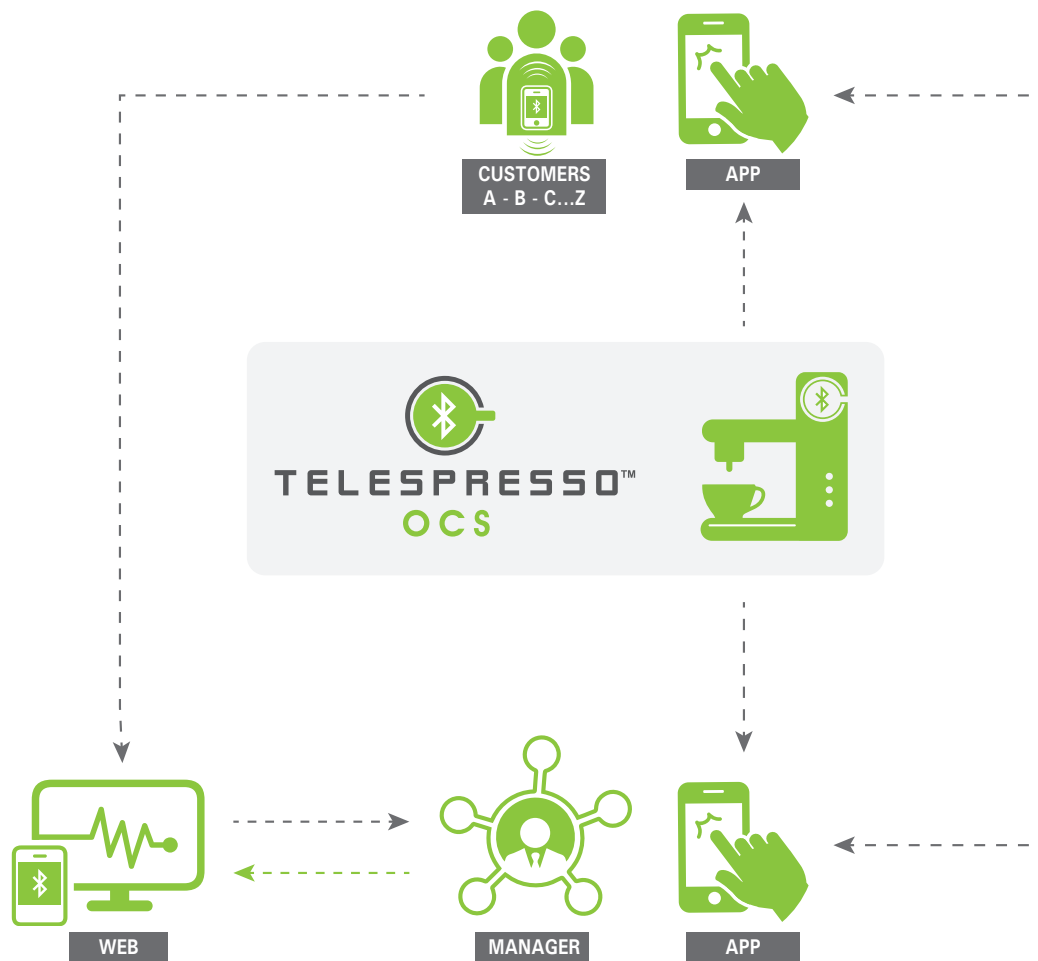 CUSTOMERS
A - B - C...Z
APP
TELESPRESSO™
OCS
WEB
MANAGER
APP